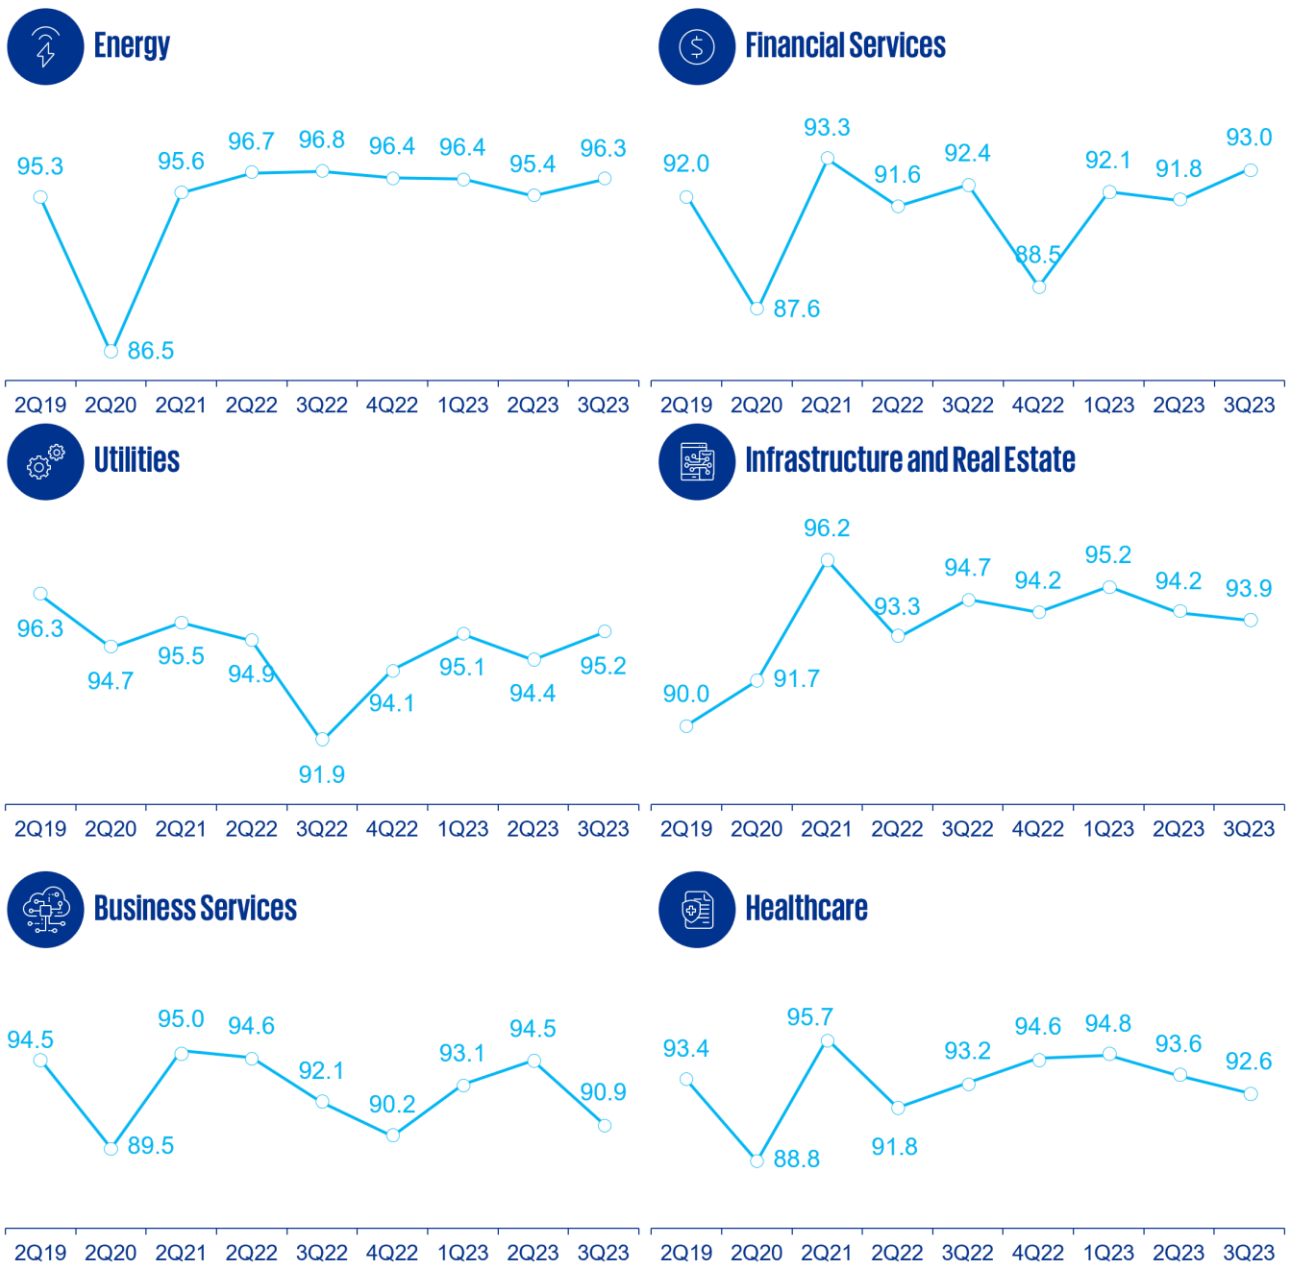 Energy
96.7 96.8 96.4 96.4 95.4 96.3
95.3 95.6
86.5
2Q19 2Q20 2Q21 2Q22 3Q22 4Q22 1Q23 2Q23 3Q23
Financial Services
93.3 93.0
92.0 91.6 92.4 92.1 91.8
88.5
87.6
2Q19 2Q20 2Q21 2Q22 3Q22 4Q22 1Q23 2Q23 3Q23
Utilities
96.3 94.7 95.5 94.9 94.1 95.1 94.4 95.2
91.9
2Q19 2Q20 2Q21 2Q22 3Q22 4Q22 1Q23 2Q23 3Q23
Infrastructure and Real Estate
96.2
93.3 94.7 94.2 95.2 94.2 93.9
90.0 91.7
2Q19 2Q20 2Q21 2Q22 3Q22 4Q22 1Q23 2Q23 3Q23
Business Services
94.5 95.0 94.6 92.1 90.2 93.1 94.5 90.9
89.5
2Q19 2Q20 2Q21 2Q22 3Q22 4Q22 1Q23 2Q23 3Q23
Healthcare
93.4 95.7 93.2 94.6 94.8 93.6 92.6
88.8 91.8
2Q19 2Q20 2Q21 2Q22 3Q22 4Q22 1Q23 2Q23 3Q23